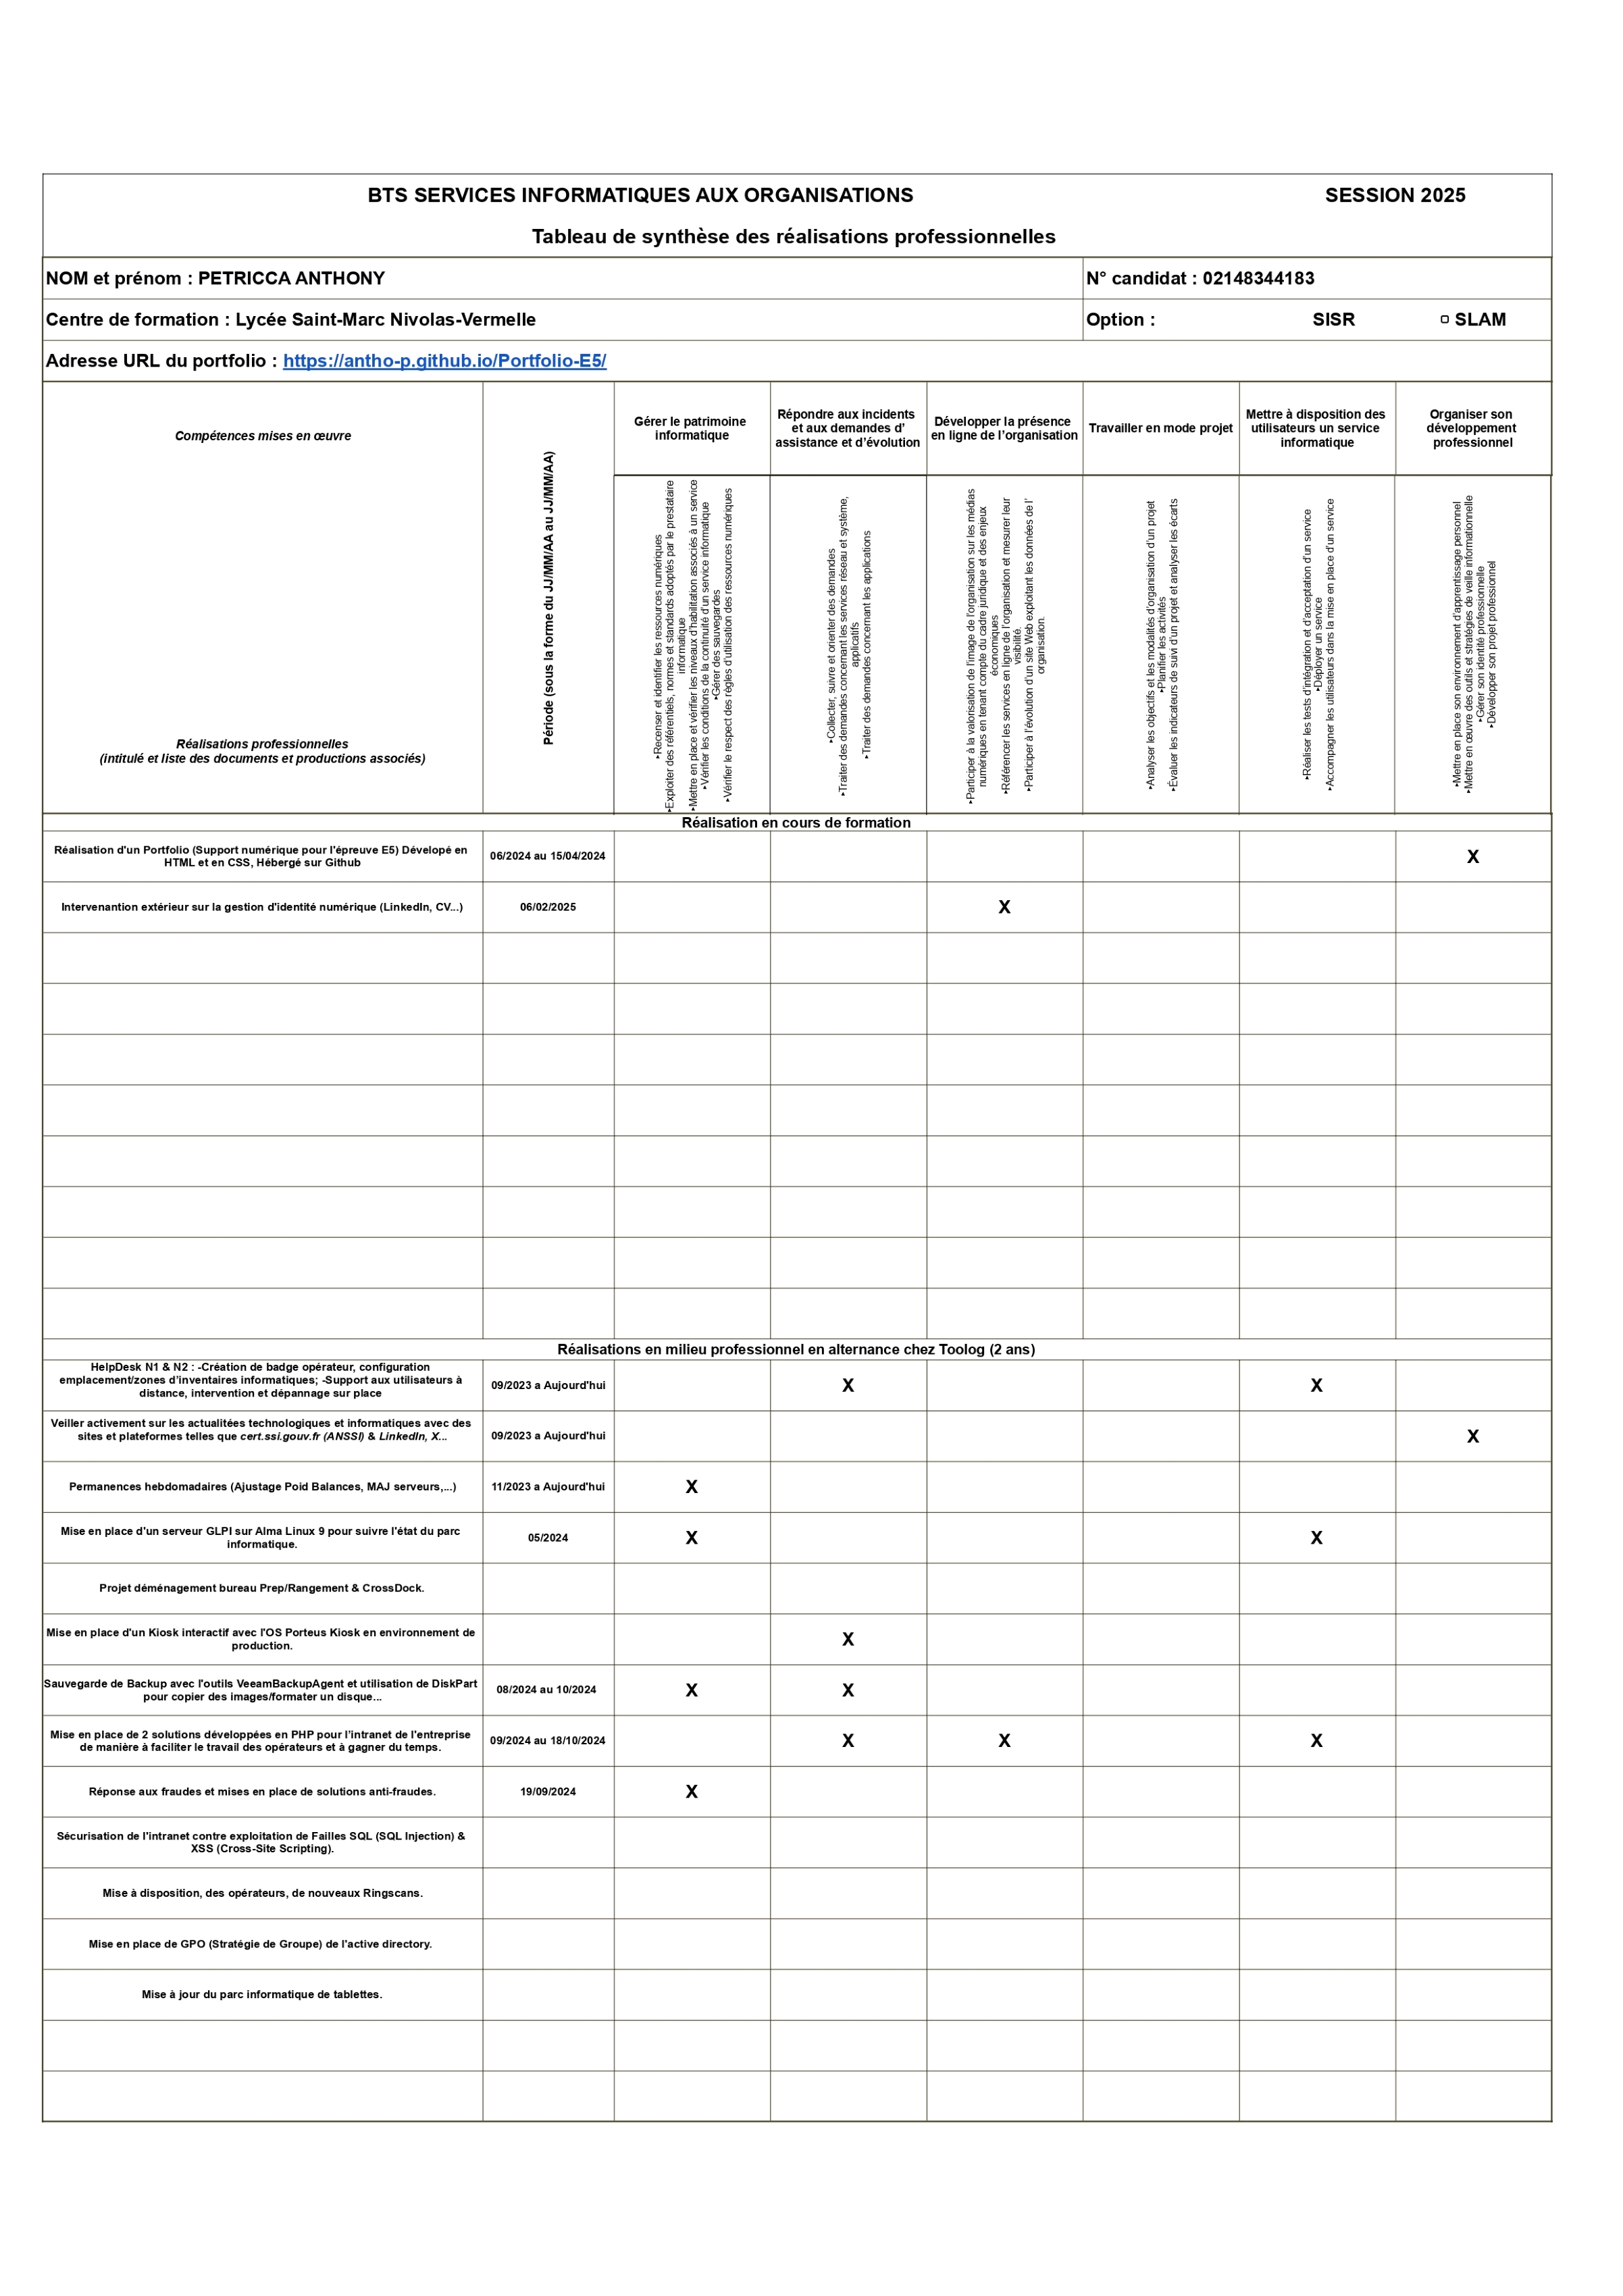 BTS SERVICES INFORMATIQUES AUX ORGANISATIONS SESSION 2025
Tableau de synthèse des réalisations professionnelles
NOM et prénom : PETRICCA ANTHONY N° candidat : 02148344183
Centre de formation : Lycée Saint-Marc Nivolas-Vermelle Option : SISR ▢ SLAM
Adresse URL du portfolio : https://antho-p.github.io/Portfolio-E5/
Compétences mises en œuvre
Réalisations professionnelles
(intitulé et liste des documents et productions associés)
Période (sous la forme du JJ/MM/AA au JJ/MM/AA)
Gérer le patrimoine
informatique
Répondre aux incidents
et aux demandes d'
assistance et d'évolution
Développer la présence
en ligne de l'organisation
Travailler en mode projet
Mettre à disposition des
utilisateurs un service
informatique
Organiser son
développement
professionnel
‣Recenser et identifier les ressources numériques
‣Exploiter des référentiels, normes et standards adoptés par le prestataire
informatique
‣Mettre en place et vérifier les niveaux d'habilitation associés à un service
‣Vérifier les conditions de la continuité d'un service informatique
‣Gérer des sauvegardes
‣Vérifier le respect des règles d'utilisation des ressources numériques
‣Collecter, suivre et orienter des demandes
‣Traiter des demandes concernant les services réseau et système,
applicatifs
‣Traiter des demandes concernant les applications
‣Participer à la valorisation de l'image de l'organisation sur les médias
numériques en tenant compte du cadre juridique et des enjeux
économiques
‣Référencer les services en ligne de l'organisation et mesurer leur
visibilité.
‣Participer à l'évolution d'un site Web exploitant les données de l'
organisation.
‣Analyser les objectifs et les modalités d'organisation d'un projet
‣Planifier les activités
‣Évaluer les indicateurs de suivi d'un projet et analyser les écarts
‣Réaliser les tests d'intégration et d'acceptation d'un service
‣Déployer un service
‣Accompagner les utilisateurs dans la mise en place d'un service
‣Mettre en place son environnement d'apprentissage personnel
‣Mettre en œuvre des outils et stratégies de veille informationnelle
‣Gérer son identité professionnelle
‣Développer son projet professionnel
Réalisation en cours de formation
Réalisation d'un Portfolio (Support numérique pour l'épreuve E5) Dévelopé en
HTML et en CSS, Hébergé sur Github
06/2024 au 15/04/2024 X
Intervenantion extérieur sur la gestion d'identité numérique (LinkedIn, CV...) 06/02/2025 X
Réalisations en milieu professionnel en alternance chez Toolog (2 ans)
HelpDesk N1 & N2 : -Création de badge opérateur, configuration
emplacement/zones d'inventaires informatiques; -Support aux utilisateurs à
distance, intervention et dépannage sur place
09/2023 a Aujourd'hui X X
Veiller activement sur les actualitées technologiques et informatiques avec des
sites et plateformes telles que cert.ssi.gouv.fr (ANSSI) & LinkedIn, X...
09/2023 a Aujourd'hui X
Permanences hebdomadaires (Ajustage Poid Balances, MAJ serveurs,...) 11/2023 a Aujourd'hui X
Mise en place d'un serveur GLPI sur Alma Linux 9 pour suivre l'état du parc
informatique.
05/2024 X X
Projet déménagement bureau Prep/Rangement & CrossDock.
Mise en place d'un Kiosk interactif avec l'OS Porteus Kiosk en environnement de
production.
X
Sauvegarde de Backup avec l'outils VeeamBackupAgent et utilisation de DiskPart
pour copier des images/formater un disque...
08/2024 au 10/2024 X X
Mise en place de 2 solutions développées en PHP pour l'intranet de l'entreprise
de manière à faciliter le travail des opérateurs et à gagner du temps.
09/2024 au 18/10/2024 X X X
Réponse aux fraudes et mises en place de solutions anti-fraudes. 19/09/2024 X
Sécurisation de l'intranet contre exploitation de Failles SQL (SQL Injection) &
XSS (Cross-Site Scripting).
Mise à disposition, des opérateurs, de nouveaux Ringscans.
Mise en place de GPO (Stratégie de Groupe) de l'active directory.
Mise à jour du parc informatique de tablettes.